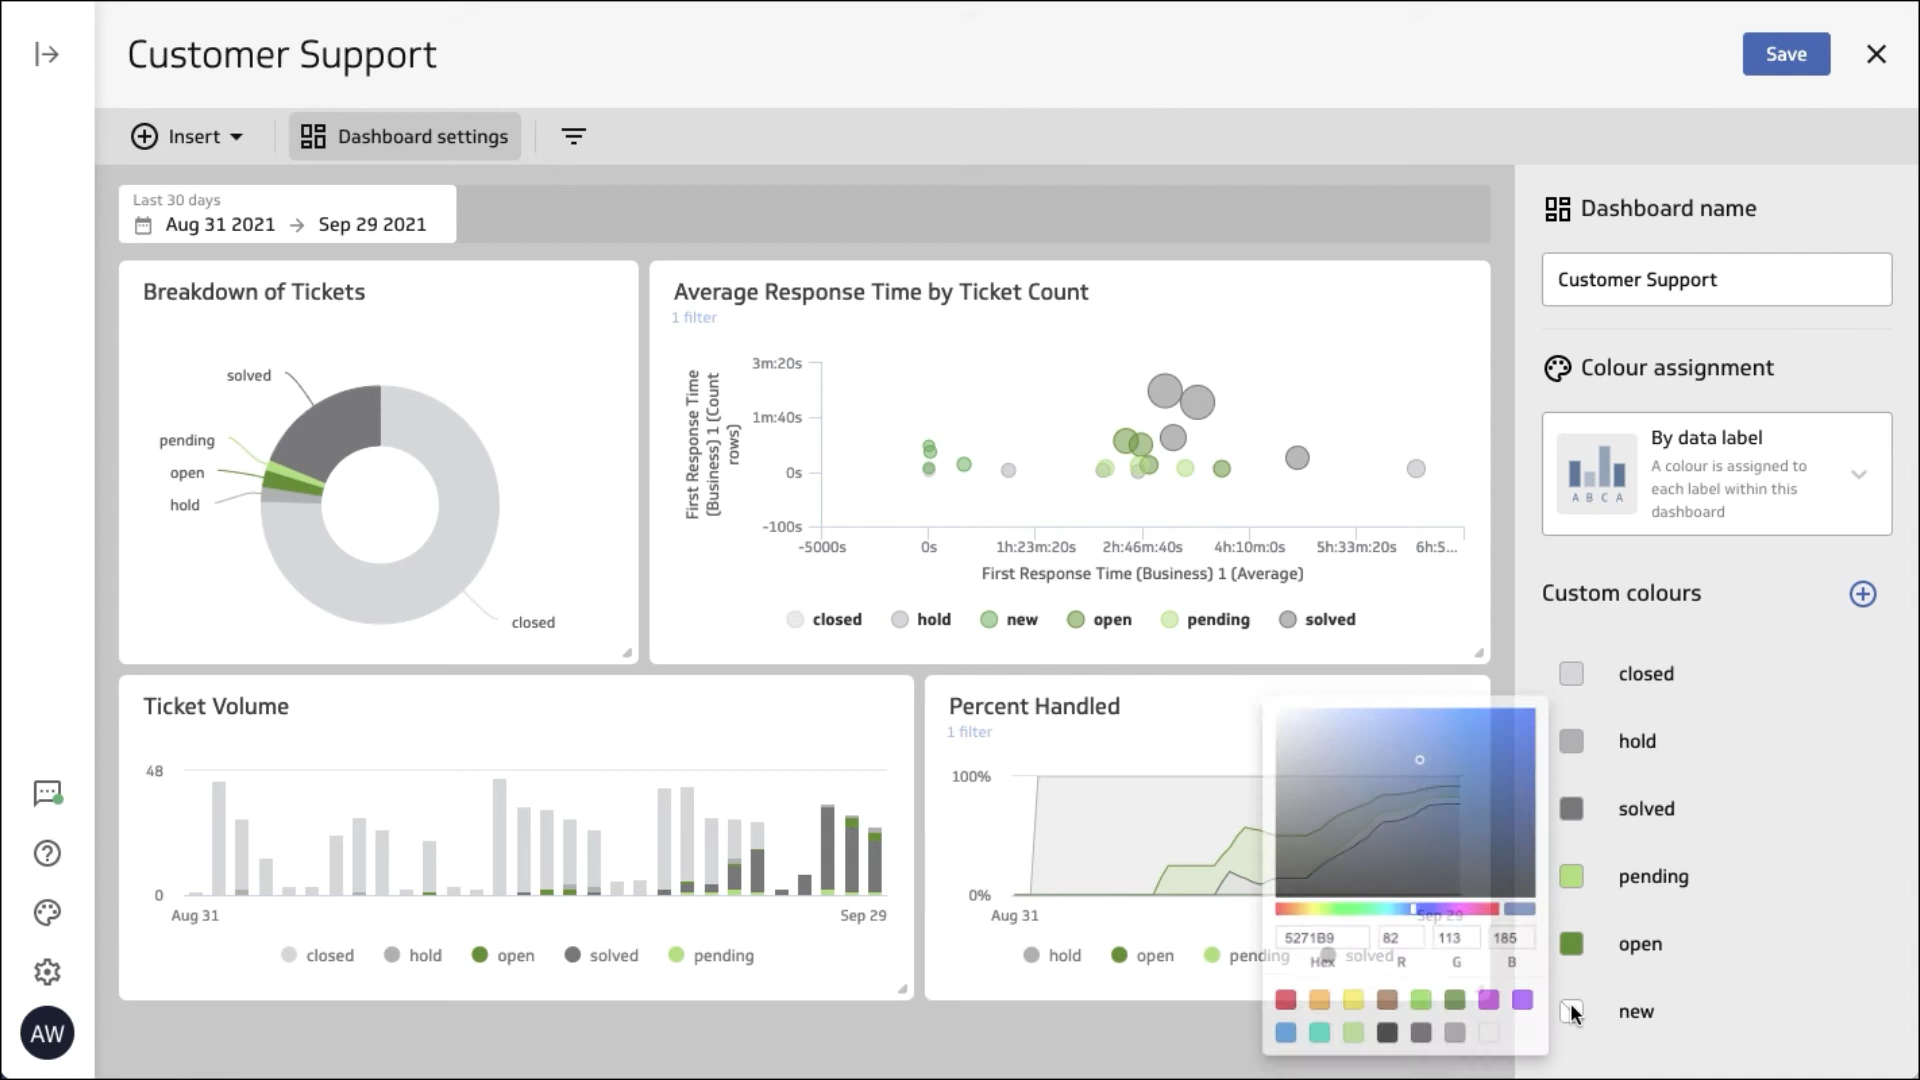 Customer Support
Save
Insert
Dashboard settings
Last 30 days
Aug 31 2021 → Sep 29 2021
Breakdown of Tickets
solved
pending
open
hold
closed
Average Response Time by Ticket Count
1 filter
First Response Time
(Business) 1 (Count
rows)
3m:20s
1m:40s
0s
-100s
-5000s 0s 1h:23m:20s 2h:46m:40s 4h:10m:0s 5h:33m:20s 6h:5...
First Response Time (Business) 1 (Average)
closed hold new open pending solved
Ticket Volume
48
0
Aug 31 Sep 29
closed hold open solved pending
Percent Handled
1 filter
100%
0%
Aug 31 Sep 29
hold open pending solved
5271B9 82 113 185
Hex R G B
Dashboard name
Customer Support
Colour assignment
By data label
A colour is assigned to
each label within this
dashboard
A B C A
Custom colours
closed
hold
solved
pending
open
new
AW